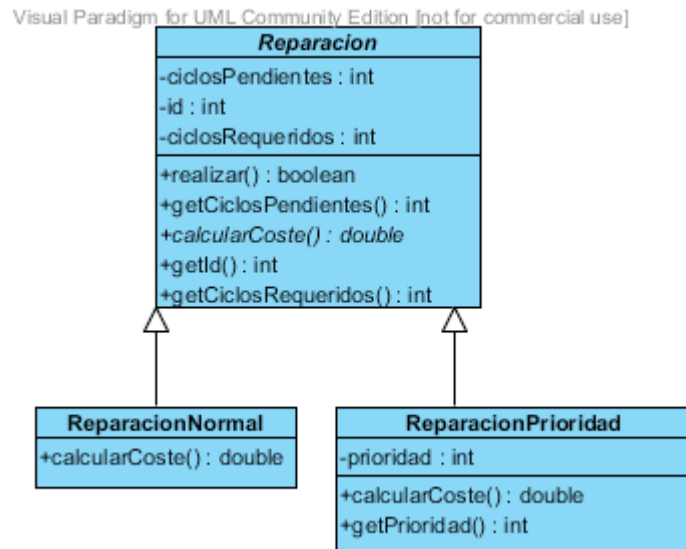 Visual Paradigm for UML Community Edition [not for commercial use]
Reparacion
-ciclosPendientes : int
-id : int
-ciclosRequeridos : int
+realizar() : boolean
+getCiclosPendientes() : int
+calcularCoste() : double
+getId() : int
+getCiclosRequeridos() : int
ReparacionNormal
+calcularCoste() : double
ReparacionPrioridad
-prioridad : int
+calcularCoste() : double
+getPrioridad() : int